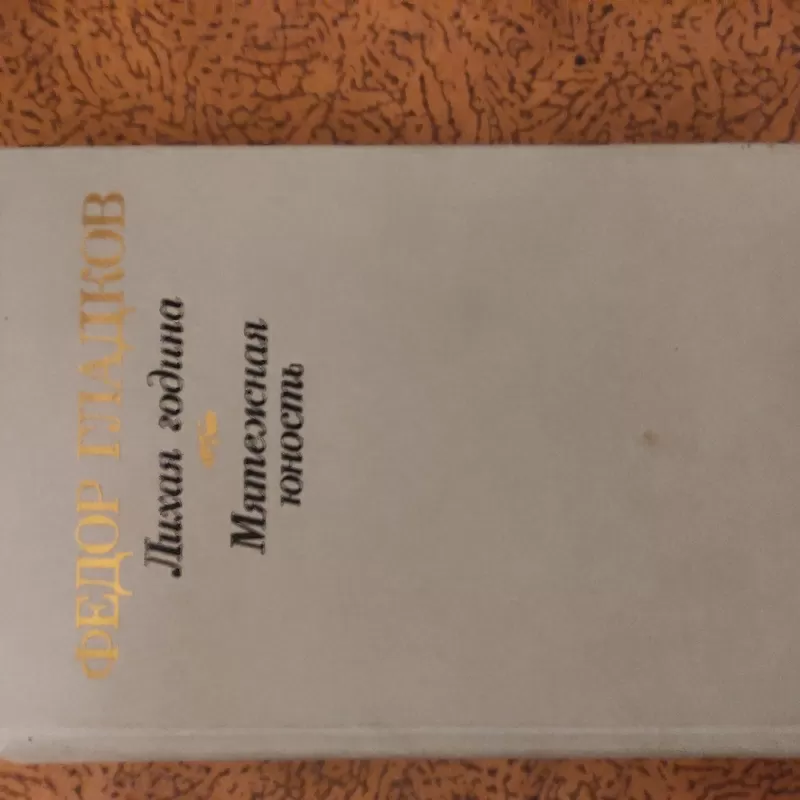 ФЕДОР ГЛАДКОВ
Лихая година
Мятежная
юность